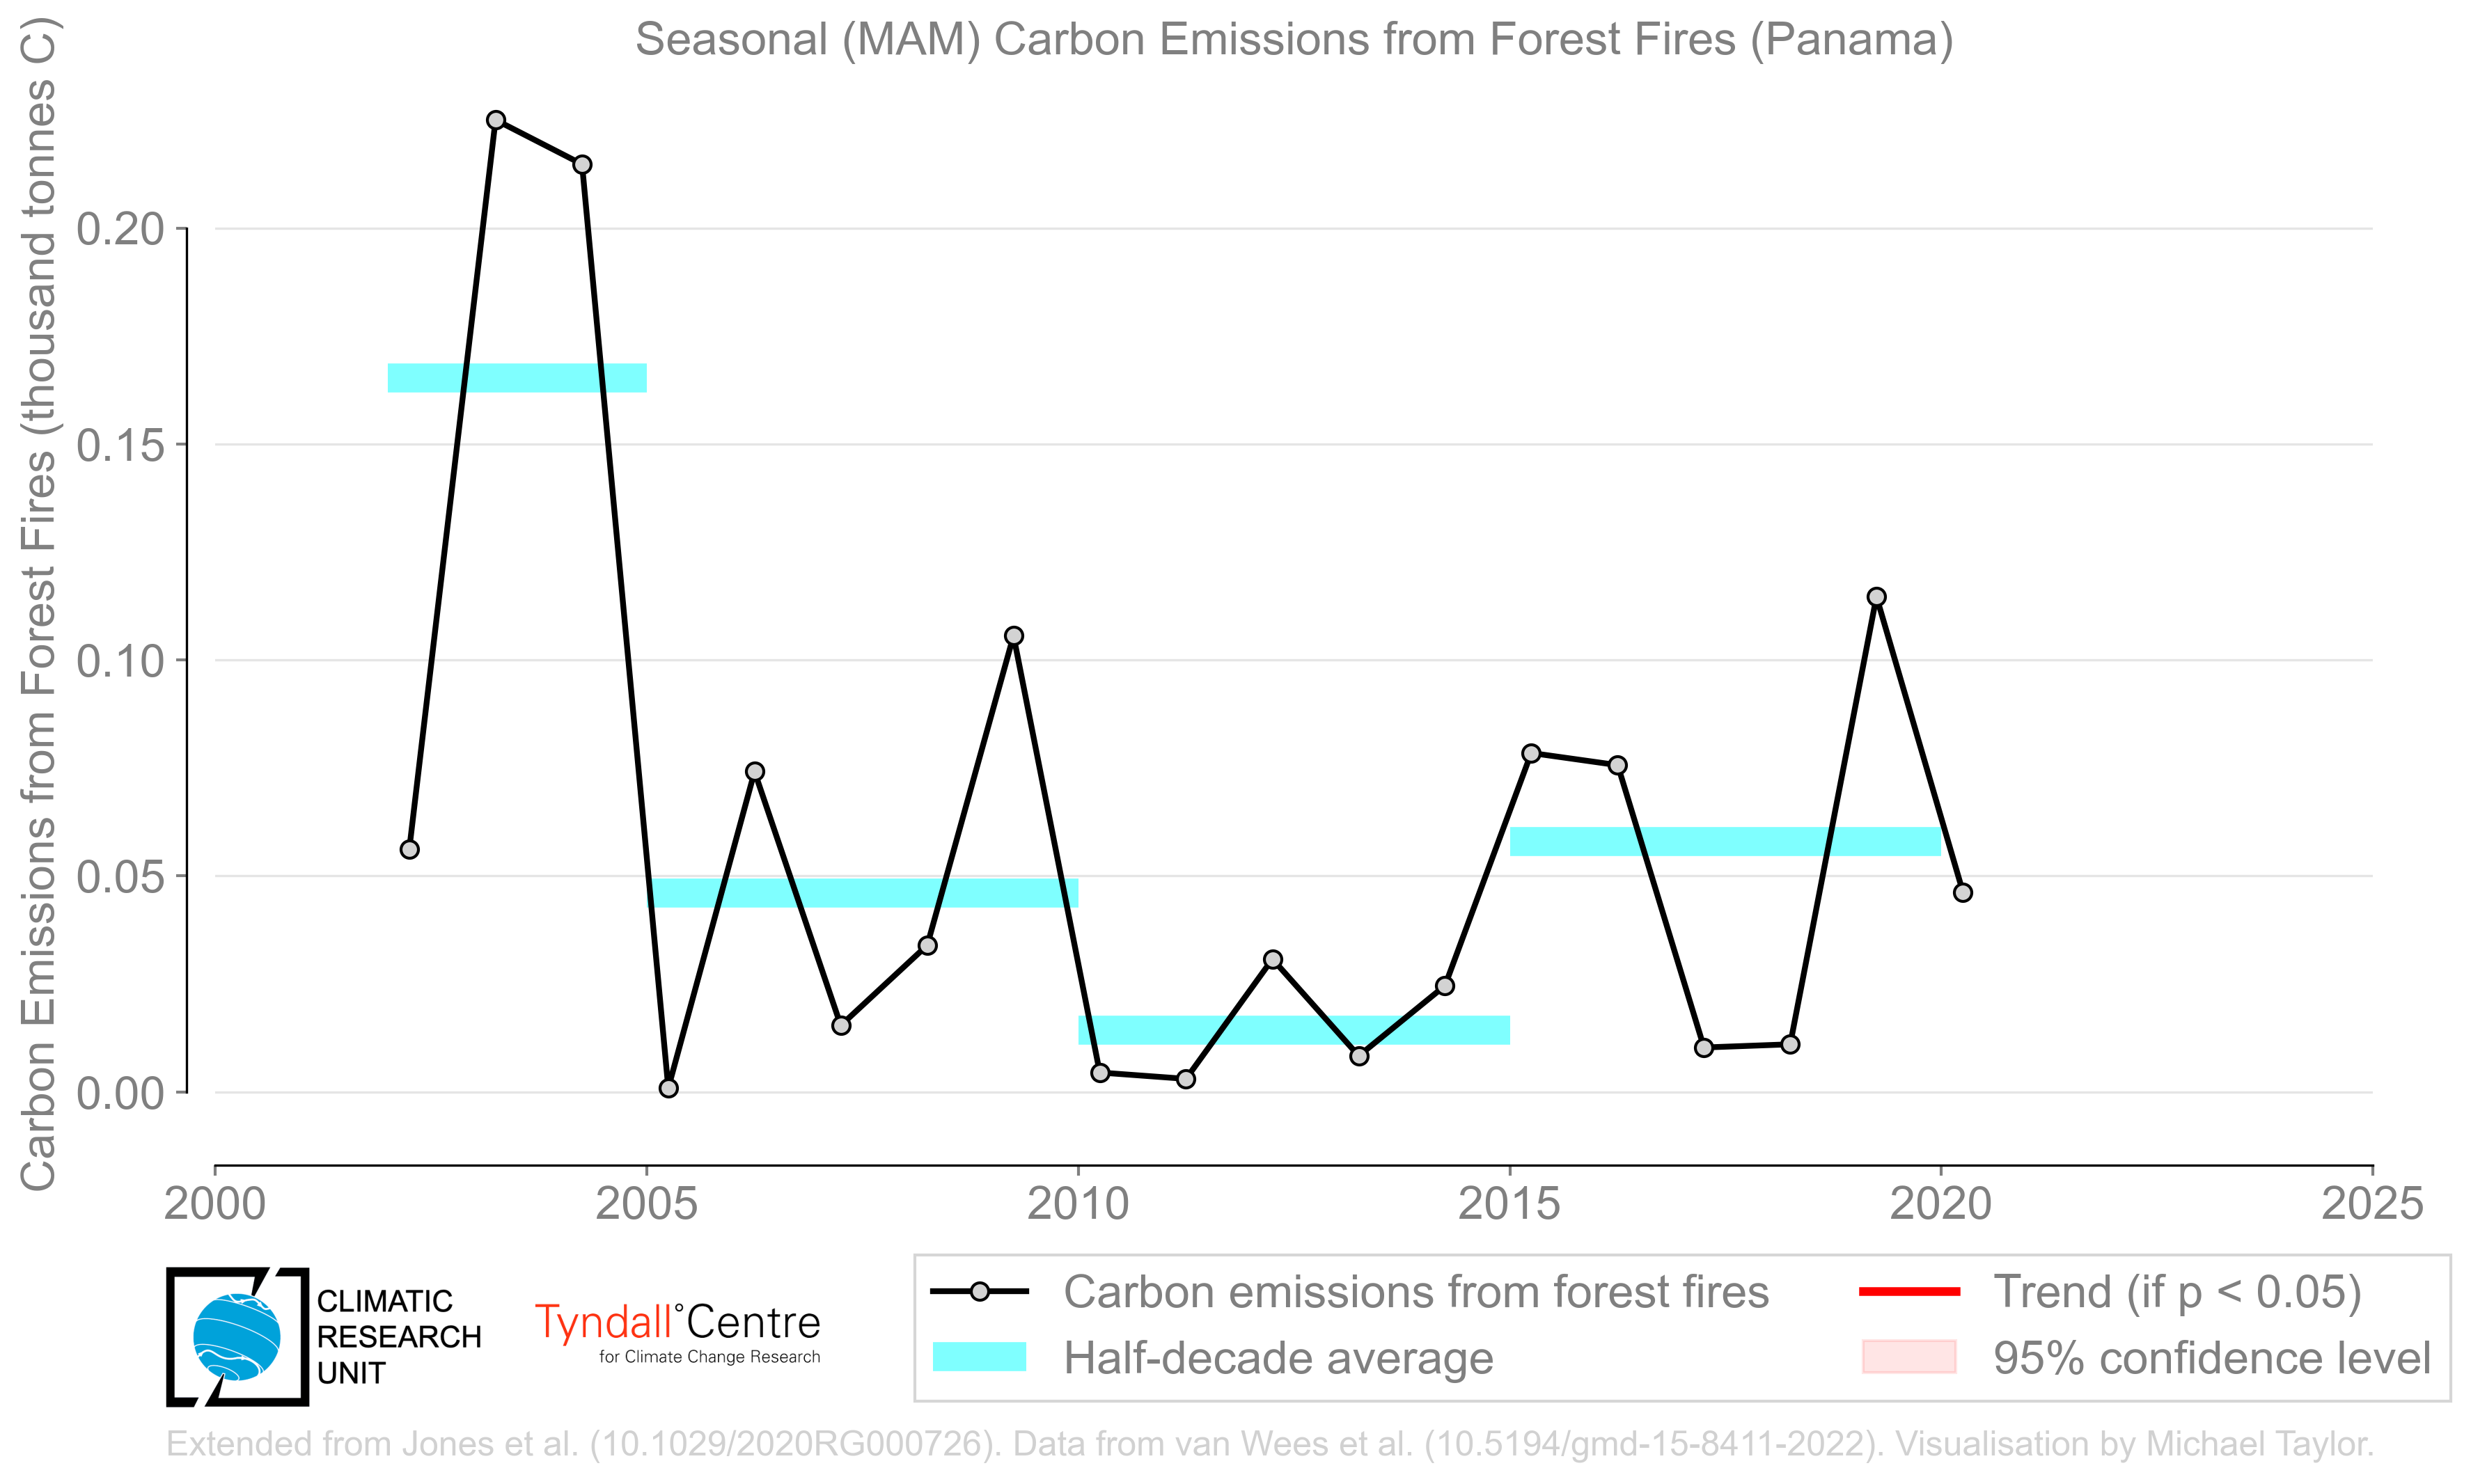 Seasonal (MAM) Carbon Emissions from Forest Fires (Panama)
Carbon Emissions from Forest Fires (thousand tonnes C)
0.20
0.15
0.10
0.05
0.00
2000 2005 2010 2015 2020 2025
CLIMATIC
RESEARCH
UNIT
Tyndall°Centre
for Climate Change Research
Carbon emissions from forest fires
Half-decade average
Trend (if p < 0.05)
95% confidence level
Extended from Jones et al. (10.1029/2020RG000726). Data from van Wees et al. (10.5194/gmd-15-8411-2022). Visualisation by Michael Taylor.